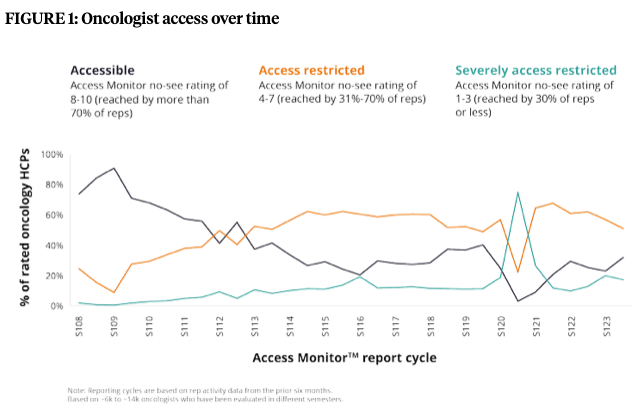 FIGURE 1: Oncologist access over time
Accessible
Access Monitor no-see rating of
8-10 (reached by more than
70% of reps)
Access restricted
Access Monitor no-see rating of
4-7 (reached by 31%-70% of reps)
Severely access restricted
Access Monitor no-see rating of
1-3 (reached by 30% of reps
or less)
% of rated oncology HCPs
100%
80%
60%
40%
20%
0%
S108
S109
S110
S111
S112
S113
S114
S115
S116
S117
S118
S119
S120
S121
S122
S123
Access Monitor™ report cycle
Note: Reporting cycles are based on rep activity data from the prior six months.
Based on ~6k to ~14k oncologists who have been evaluated in different semesters.